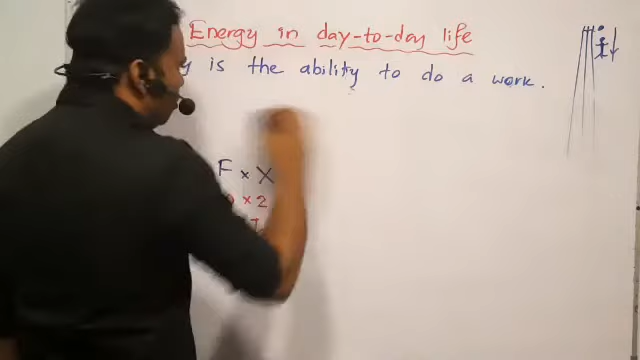 Energy in day-to-day life
is the ability to do a work.
F × X
× 2